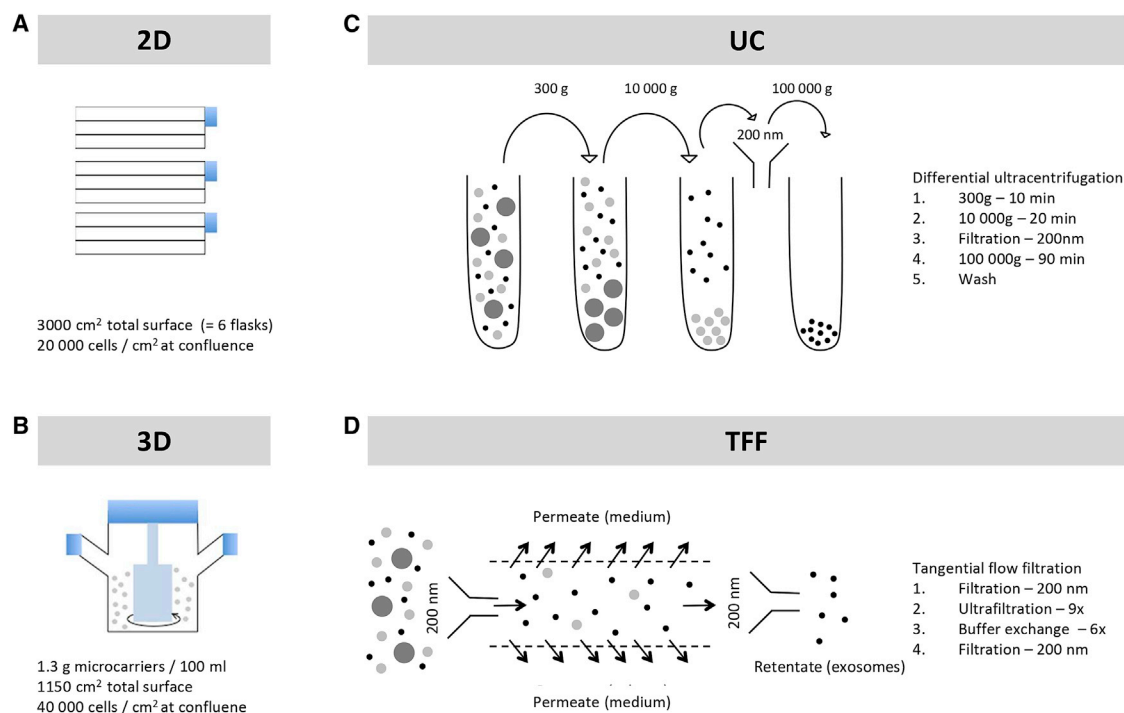 A
2D
3000 cm² total surface (= 6 flasks)
20 000 cells / cm² at confluence
B
3D
1.3 g microcarriers / 100 ml
1150 cm² total surface
40 000 cells / cm² at confluene
C
UC
300 g
10 000 g
100 000 g
200 nm
Differential ultracentrifugation
1. 300g – 10 min
2. 10 000g – 20 min
3. Filtration – 200nm
4. 100 000g – 90 min
5. Wash
D
TFF
Permeate (medium)
200 nm
200 nm
Retentate (exosomes)
Permeate (medium)
Tangential flow filtration
1. Filtration – 200 nm
2. Ultrafiltration – 9x
3. Buffer exchange – 6x
4. Filtration – 200 nm